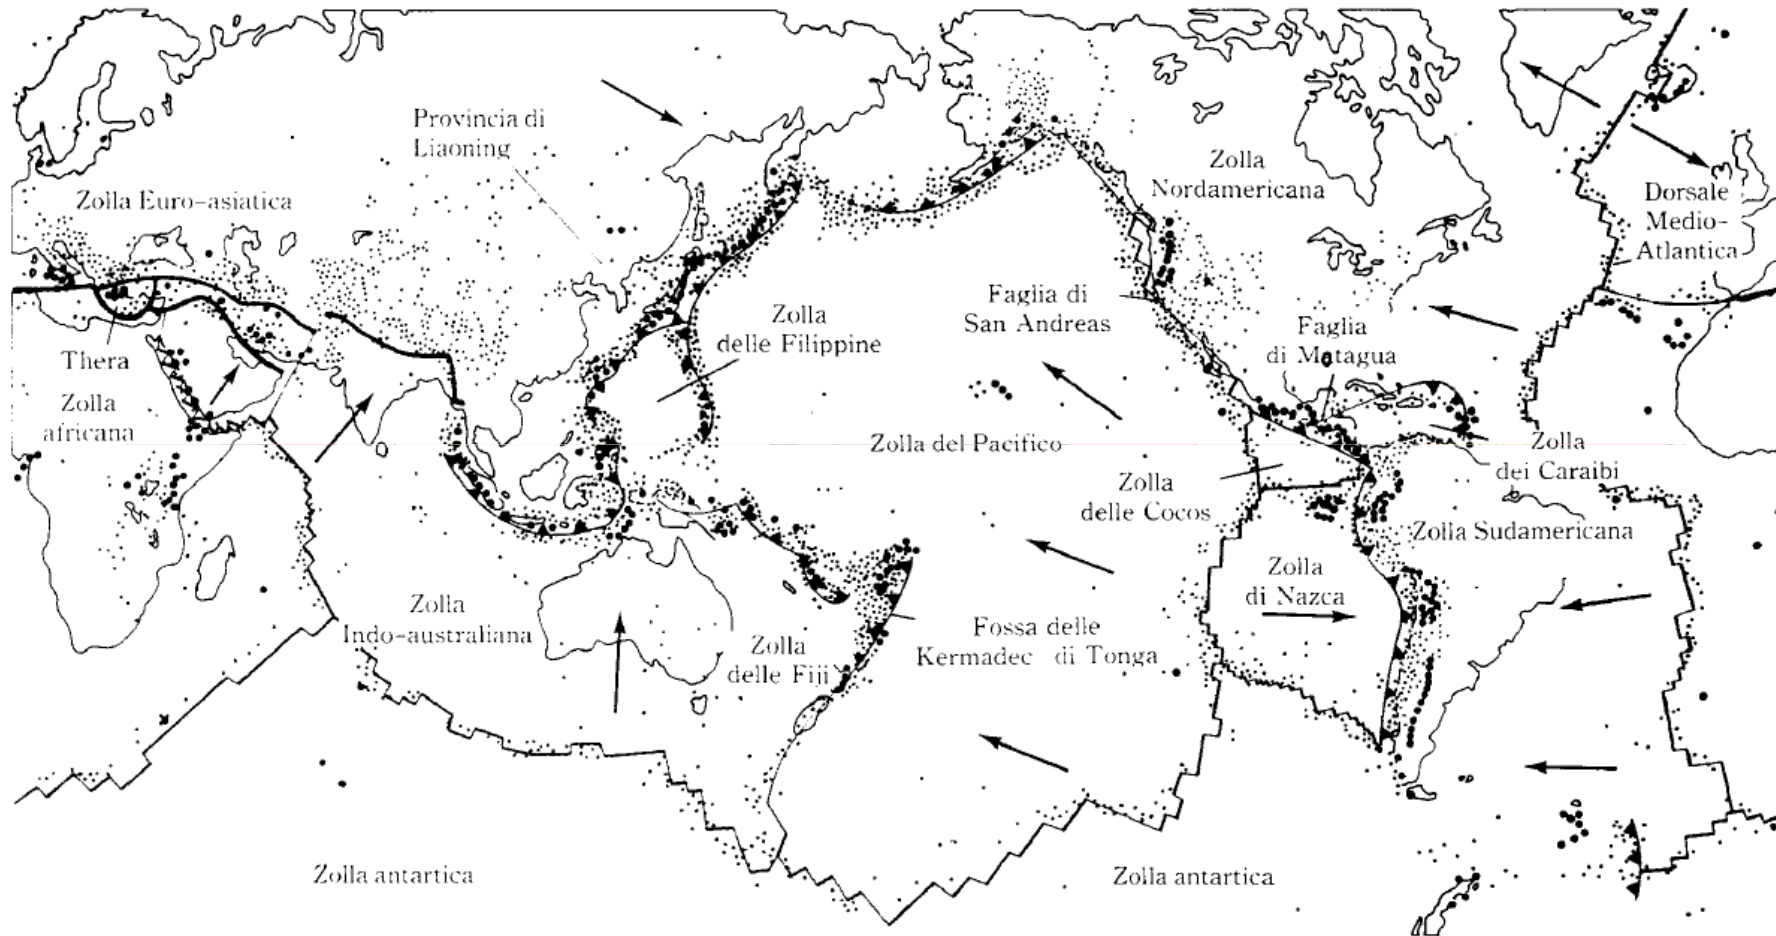 Provincia di
Liaoning
Zolla Euro-asiatica
Thera
Zolla
africana
Zolla
Indo-australiana
Zolla antartica
Zolla
delle Filippine
Zolla
delle Fiji
Fossa delle
Kermadec di Tonga
Zolla del Pacifico
Faglia di
San Andreas
Zolla
Nordamericana
Faglia
di Matagua
Dorsale
Medio-
Atlantica
Zolla
dei Caraibi
Zolla
delle Cocos
Zolla Sudamericana
Zolla
di Nazca
Zolla antartica